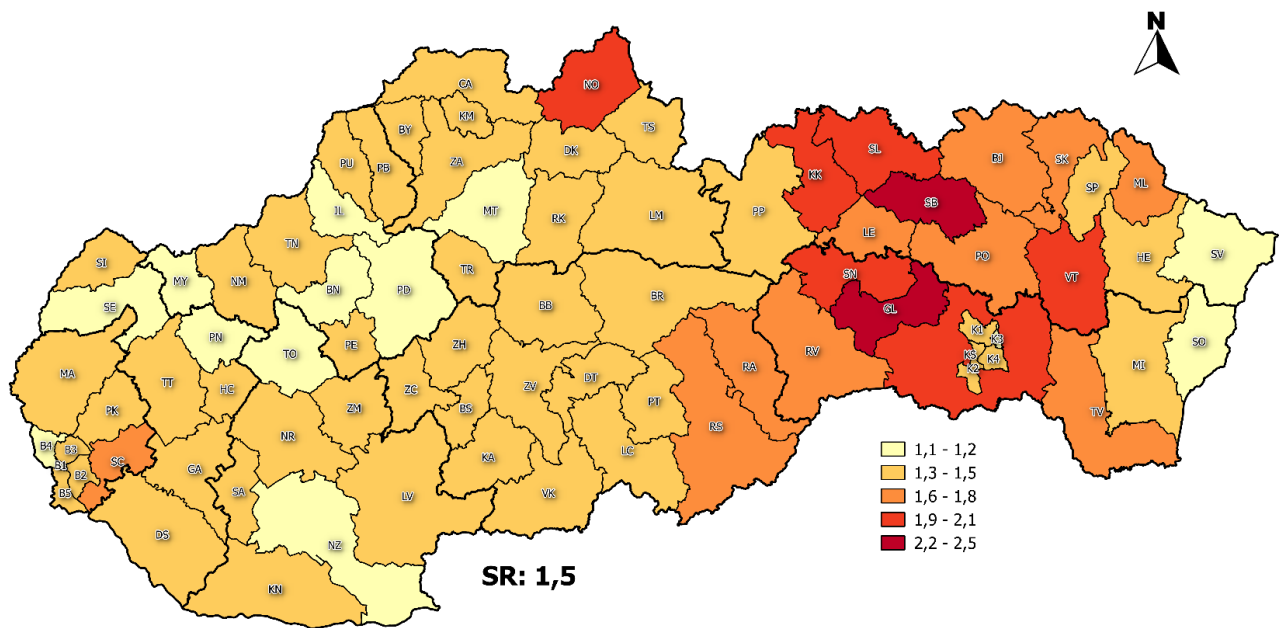 N
NO
CA
KM
BY
TS
PU
PB
ZA
DK
IL
MT
RK
LM
PP
KK
SL
SB
LE
BJ
SK
SP
ML
PO
VT
HE
SV
SO
MI
TV
SI
SE
MY
NM
TN
BN
PD
TR
BB
BR
SN
GL
RV
K1
K3
K5
K4
K2
PN
TO
PE
ZH
ZC
BS
ZV
DT
PT
RA
RS
LC
MA
TT
HC
PK
NR
ZM
KA
VK
LV
B4
B3
B1
B2
B5
SC
GA
SA
DS
NZ
KN
1,1 - 1,2
1,3 - 1,5
1,6 - 1,8
1,9 - 2,1
2,2 - 2,5
SR: 1,5